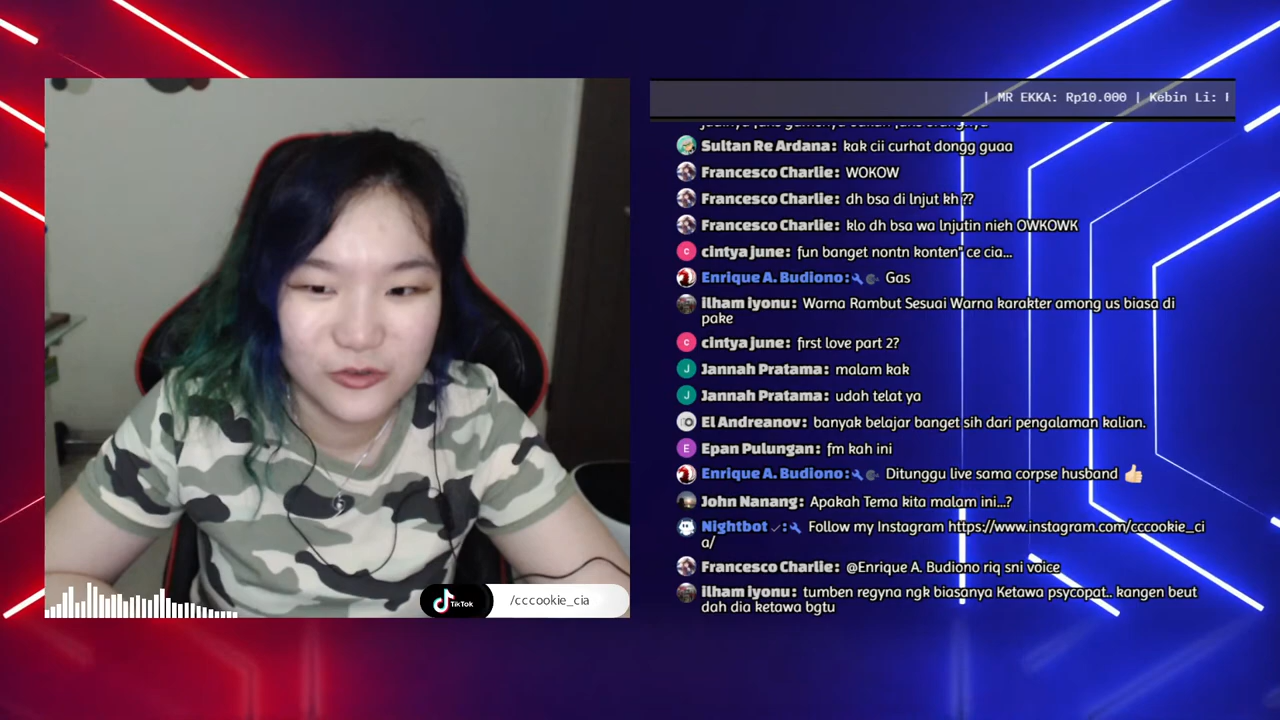 | MR EKKA: Rp10.000 | Kebin Li:
Sultan Re Ardana: kak cii curhat dongg guaa
Francesco Charlie: WOKOW
Francesco Charlie: dh bsa di lnjut kh ??
Francesco Charlie: klo dh bsa wa lnjutin nieh OWKOWK
cintya june: fun banget nontn konten" ce cia...
Enrique A. Budiono: Gas
ilham iyonu: Warna Rambut Sesuai Warna karakter among us biasa di
pake
cintya june: first love part 2?
Jannah Pratama: malam kak
Jannah Pratama: udah telat ya
El Andreanov: banyak belajar banget sih dari pengalaman kalian.
Epan Pulungan: fm kah ini
Enrique A. Budiono: Ditunggu live sama corpse husband 👍🏻
John Nanang: Apakah Tema kita malam ini...?
Nightbot ✓: Follow my Instagram https://www.instagram.com/cccookie_ci
a/
Francesco Charlie: @Enrique A. Budiono riq sni voice
ilham iyonu: tumben regyna ngk biasanya Ketawa psycopat.. kangen beut
dah dia ketawa bgtu
TikTok /cccookie_cia